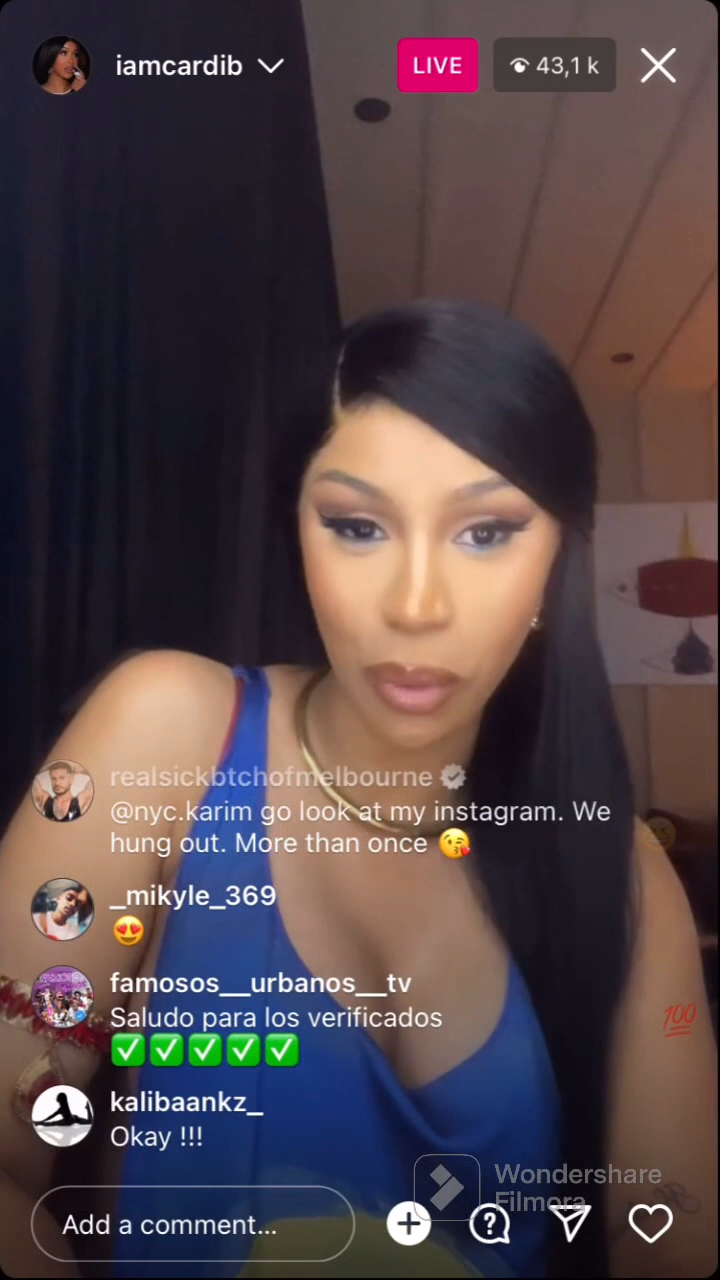 iamcardib
LIVE
43,1 k
realsickbtchofmelbourne
@nyc.karim go look at my instagram. We
hung out. More than once 😘
_mikyle_369
😍
famosos__urbanos__tv
Saludo para los verificados
✅✅✅✅✅
kalibaankz_
Okay !!!
💯
Wondershare
Filmora
Add a comment...